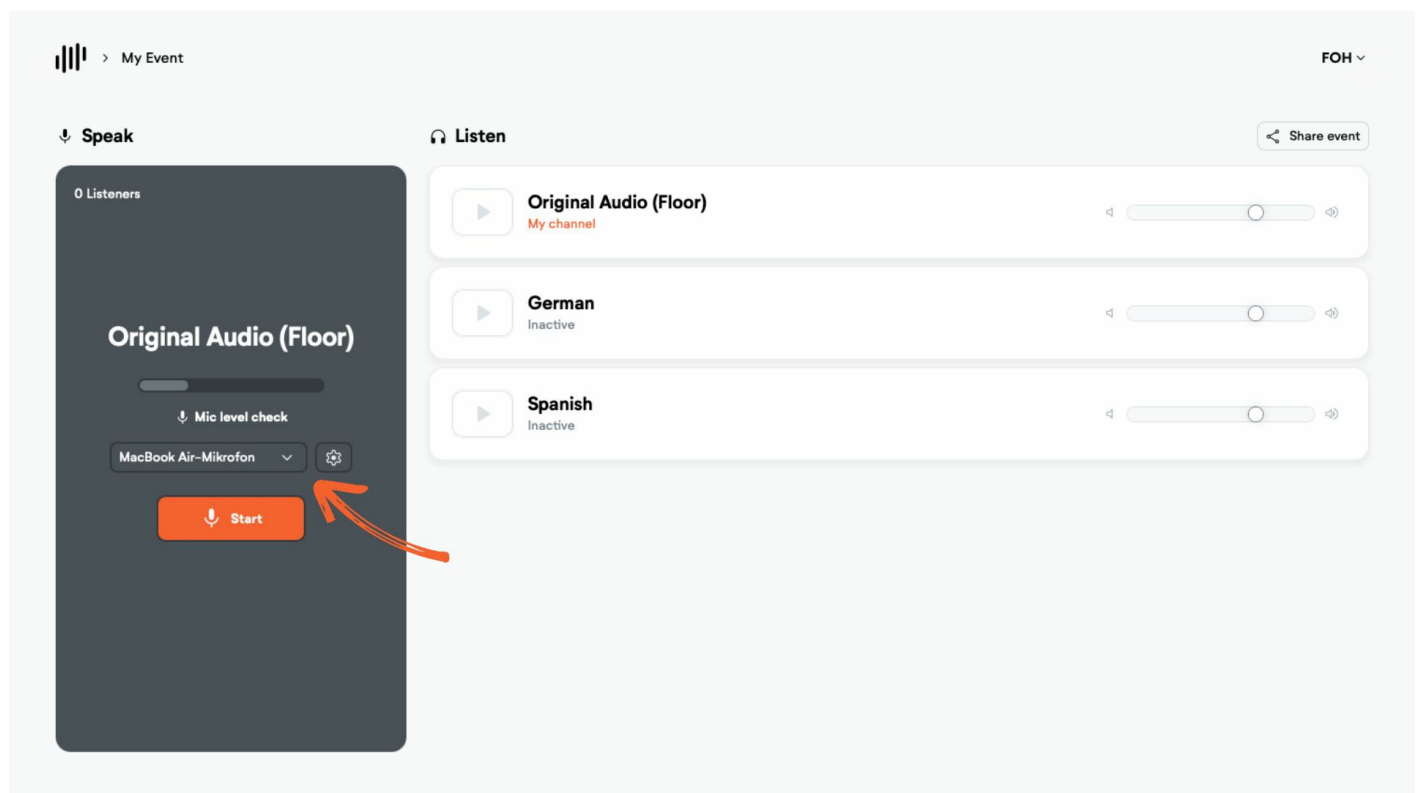 My Event
FOH
Speak
Listen
Share event
0 Listeners
Original Audio (Floor)
Mic level check
MacBook Air-Mikrofon
Start
Original Audio (Floor)
My channel
German
Inactive
Spanish
Inactive